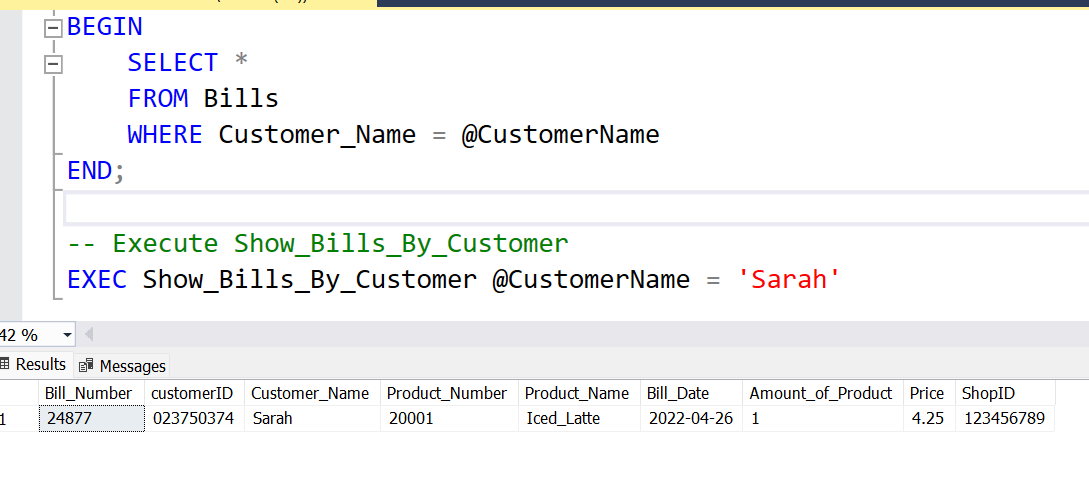 BEGIN
SELECT *
FROM Bills
WHERE Customer_Name = @CustomerName
END;
-- Execute Show_Bills_By_Customer
EXEC Show_Bills_By_Customer @CustomerName = 'Sarah'
42 %
Results Messages
Bill_Number customerID Customer_Name Product_Number Product_Name Bill_Date Amount_of_Product Price ShopID
1 24877 023750374 Sarah 20001 Iced_Latte 2022-04-26 1 4.25 123456789